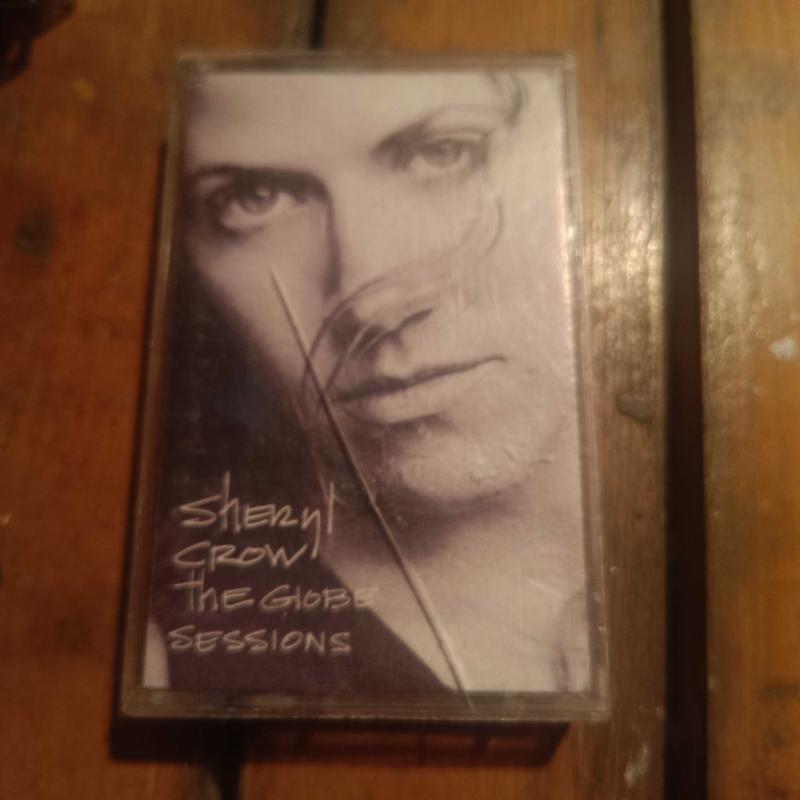 Sheryl
CROW
the GloBE
SESSIONS